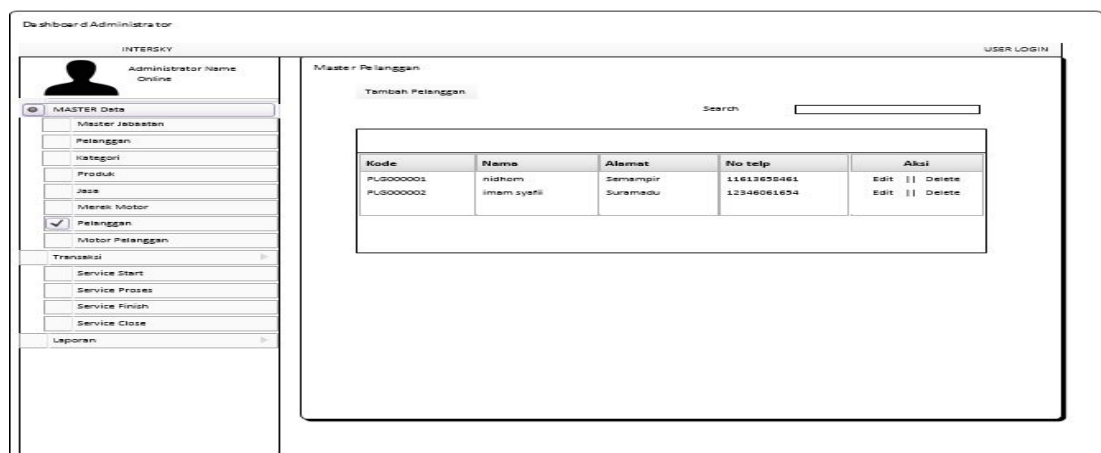 Dashboard Administrator
INTERSKY USER LOGIN
Administrator Name
Online
MASTER Data
Master Jabaatan
Pelanggan
Kategori
Produk
Jasa
Merek Motor
Pelanggan
Motor Pelanggan
Transaksi
Service Start
Service Proses
Service Finish
Service Close
Laporan
Master Pelanggan
Tambah Pelanggan
Search
Kode Nama Alamat No telp Aksi
PLG000001 nidhom Semampir 11613658461 Edit || Delete
PLG000002 imam syafii Suramadu 12346061654 Edit || Delete